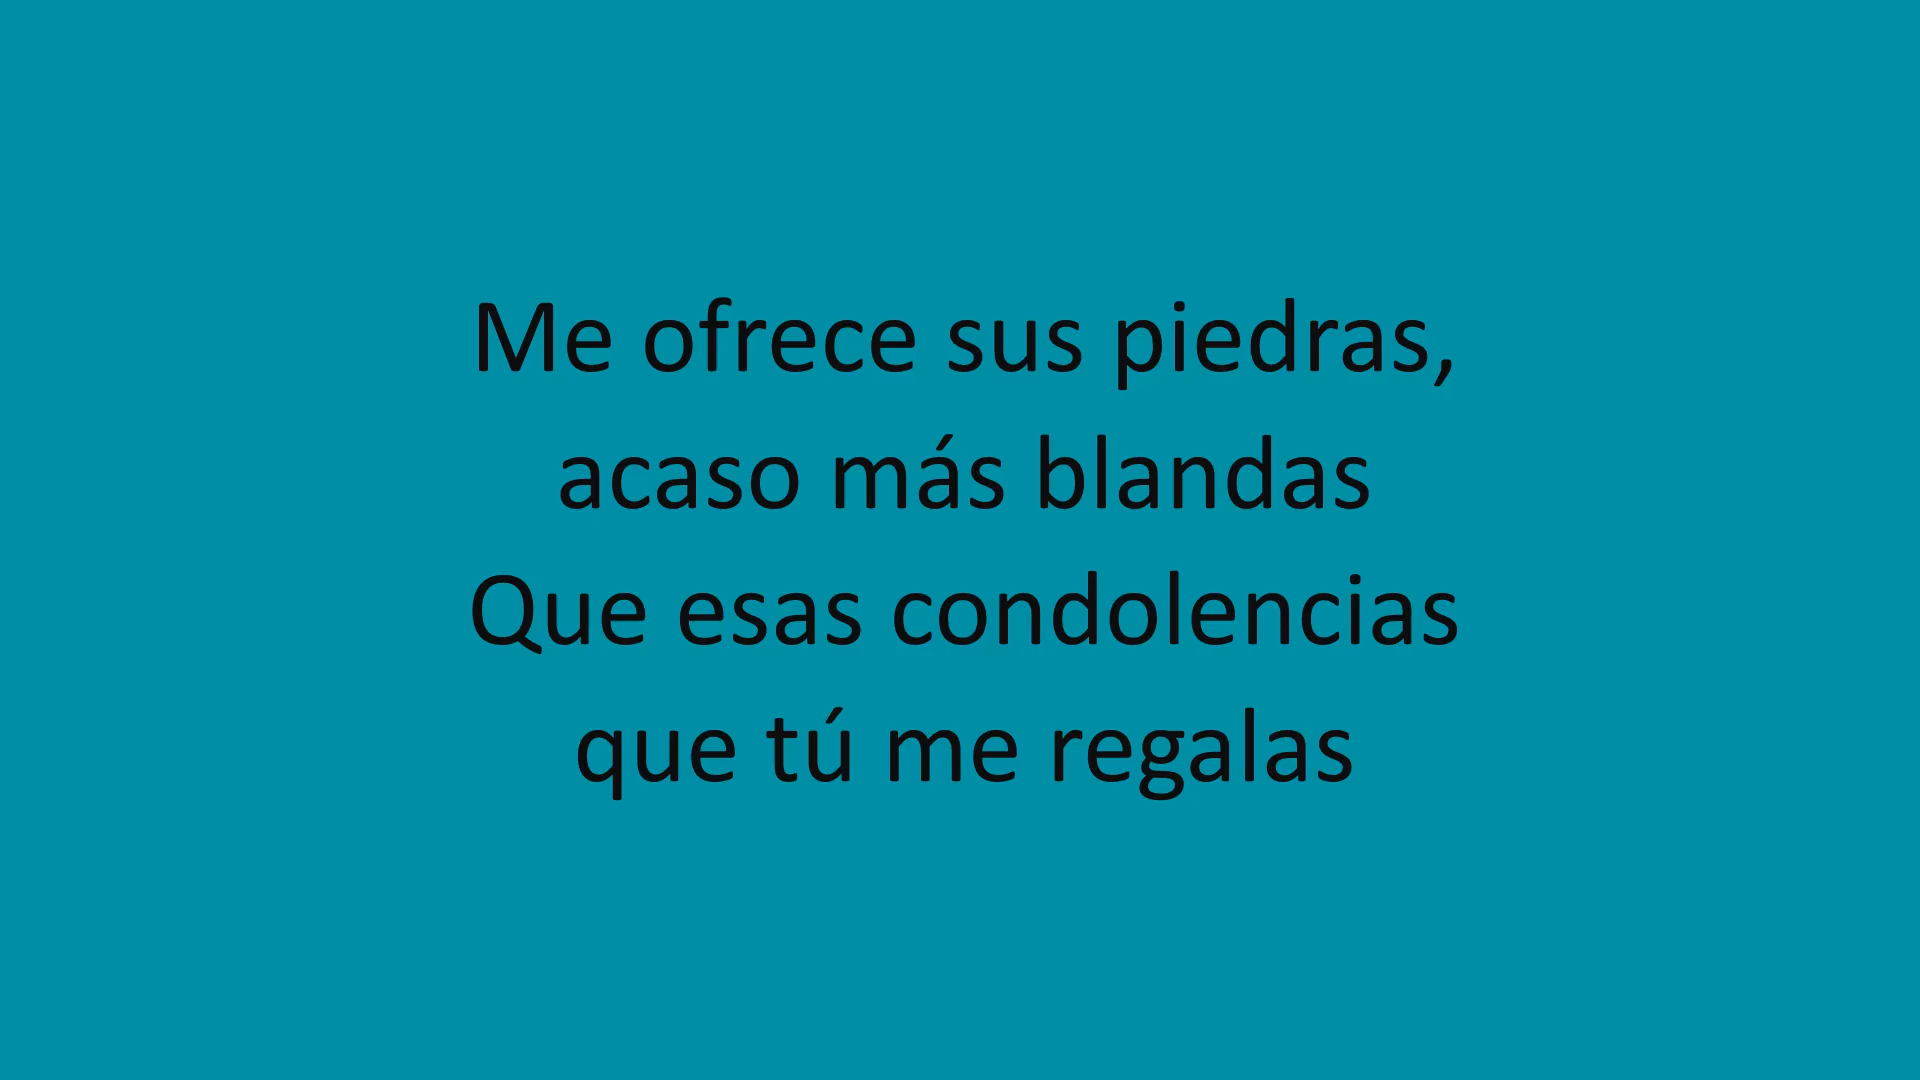 Me ofrece sus piedras,
acaso más blandas
Que esas condolencias
que tú me regalas